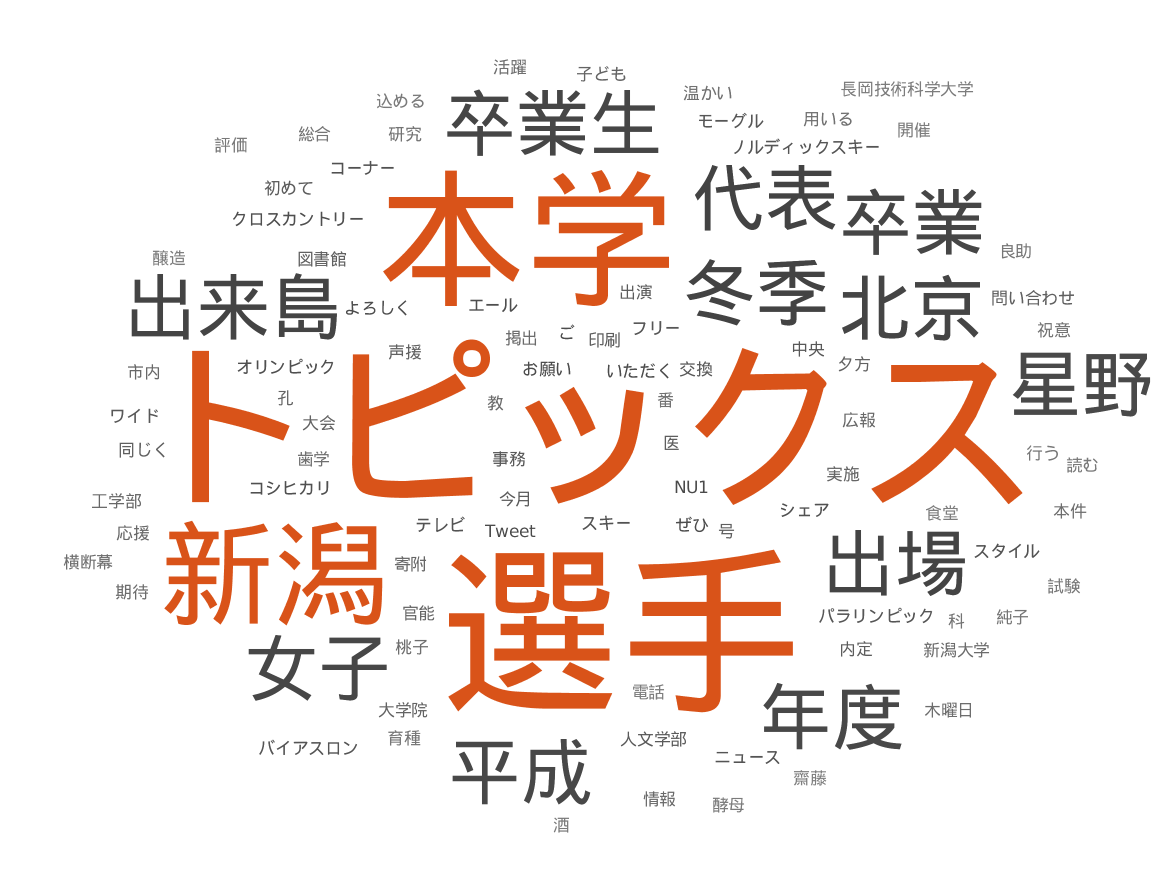 活躍
子ども
込める
卒業生
温かい
長岡技術科学大学
モーグル
用いる
開催
評価
総合
研究
ノルディックスキー
コーナー
本学
代表
卒業
初めて
クロスカントリー
醸造
図書館
良助
出来島
よろしく
エール
出演
冬季
北京
問い合わせ
祝意
声援
掲出
ご
印刷
フリー
中央
夕方
星野
市内
オリンピック
お願い
いただく
交換
トピックス
孔
教
番
ワイド
大会
広報
同じく
歯学
事務
医
行う
読む
実施
コシヒカリ
今月
NU1
シェア
工学部
食堂
本件
応援
新潟
テレビ
Tweet
スキー
ぜひ
号
横断幕
寄附
選手
出場
スタイル
期待
官能
試験
パラリンピック
科
純子
女子
桃子
内定
新潟大学
電話
大学院
年度
木曜日
育種
バイアスロン
平成
人文学部
ニュース
齋藤
情報
酵母
酒